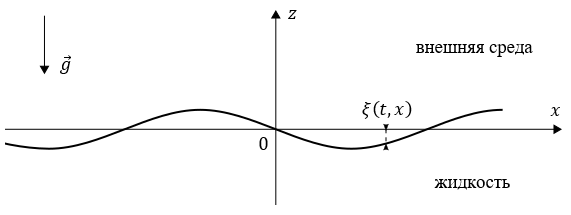 z
внешняя среда
g⃗
ξ(t, x)
x
0
жидкость